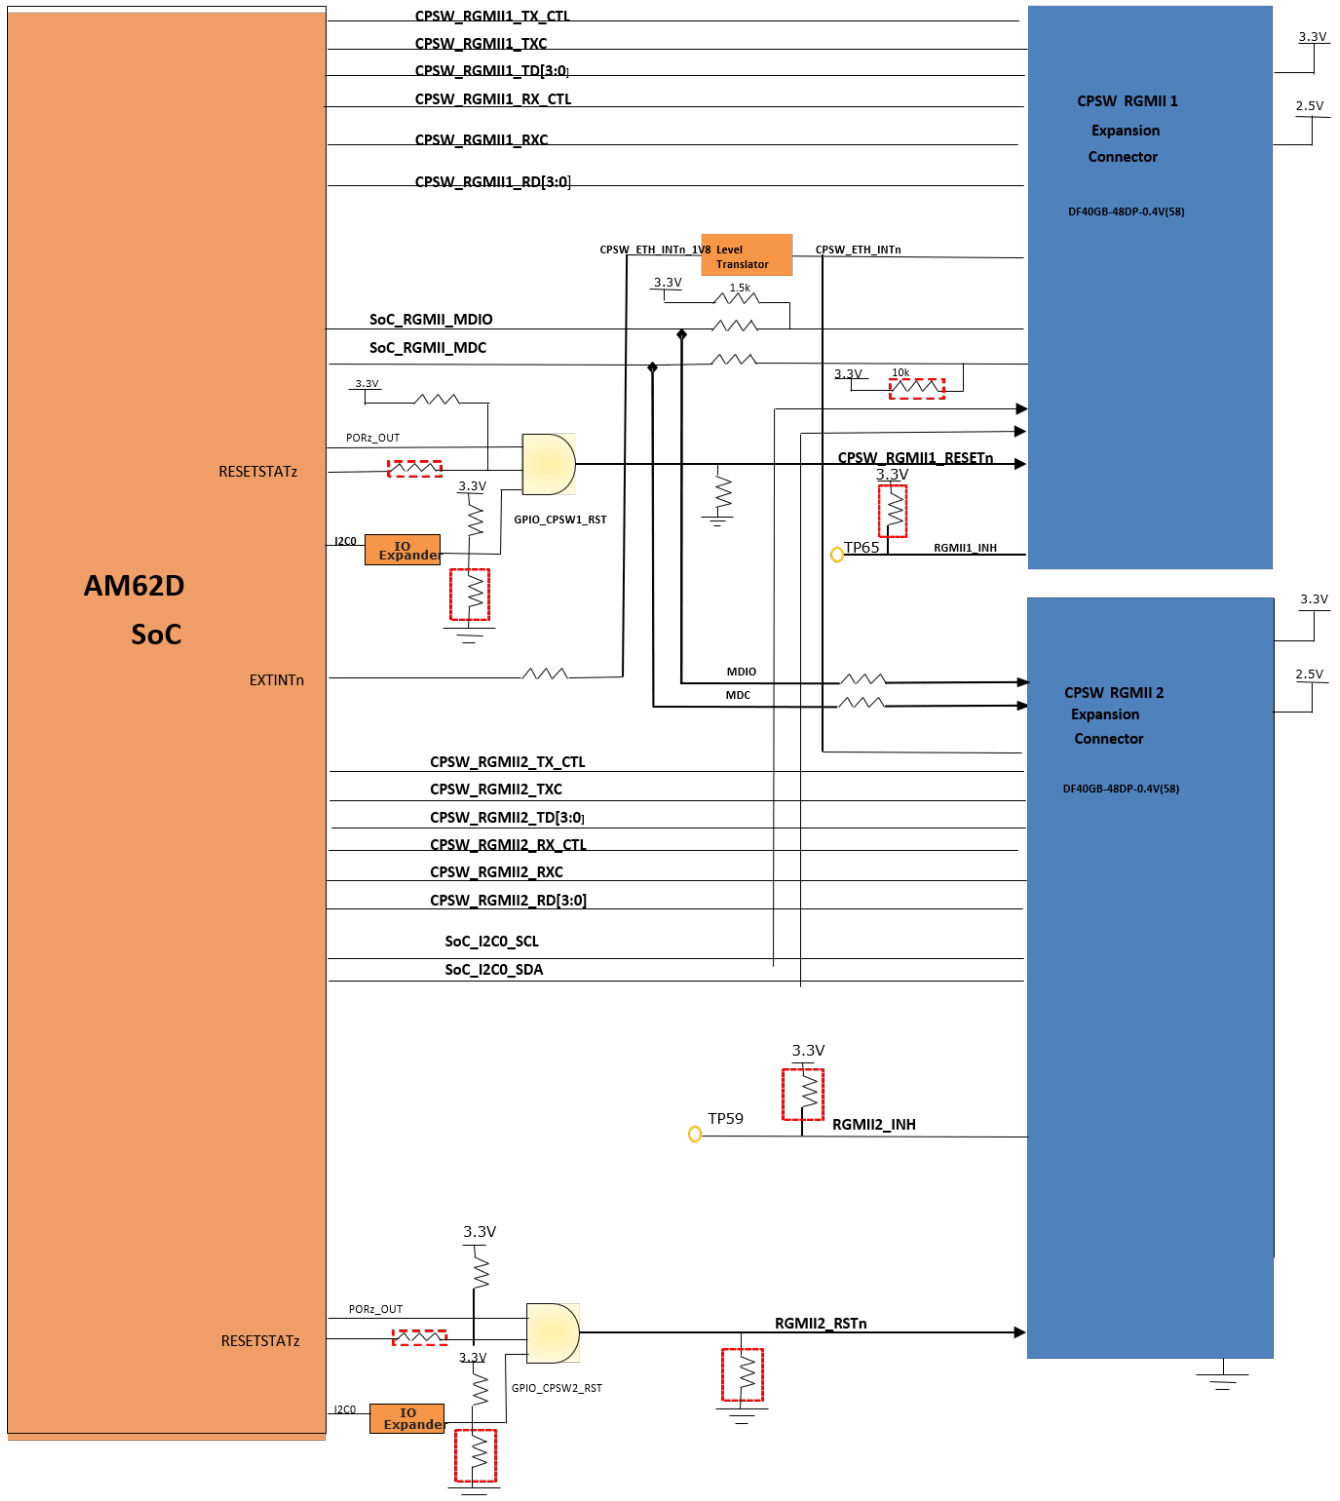 CPSW_RGMII1_TX_CTL
CPSW_RGMII1_TXC
CPSW_RGMII1_TD[3:0]
CPSW_RGMII1_RX_CTL
CPSW_RGMII1_RXC
CPSW_RGMII1_RD[3:0]
3.3V
2.5V
CPSW RGMII 1
Expansion
Connector
DF40GB-48DP-0.4V(58)
CPSW_ETH_INTn_1V8
Level
Translator
CPSW_ETH_INTn
3.3V
1.5k
SoC_RGMII_MDIO
SoC_RGMII_MDC
3.3V
10k
3.3V
PORz_OUT
RESETSTATz
CPSW_RGMII1_RESETn
3.3V
3.3V
GPIO_CPSW1_RST
I2C0
IO
Expander
TP65
RGMII1_INH
AM62D
SoC
EXTINTn
MDIO
MDC
3.3V
2.5V
CPSW RGMII 2
Expansion
Connector
DF40GB-48DP-0.4V(58)
CPSW_RGMII2_TX_CTL
CPSW_RGMII2_TXC
CPSW_RGMII2_TD[3:0]
CPSW_RGMII2_RX_CTL
CPSW_RGMII2_RXC
CPSW_RGMII2_RD[3:0]
SoC_I2C0_SCL
SoC_I2C0_SDA
3.3V
TP59
RGMII2_INH
3.3V
PORz_OUT
RESETSTATz
RGMII2_RSTn
3.3V
GPIO_CPSW2_RST
I2C0
IO
Expander